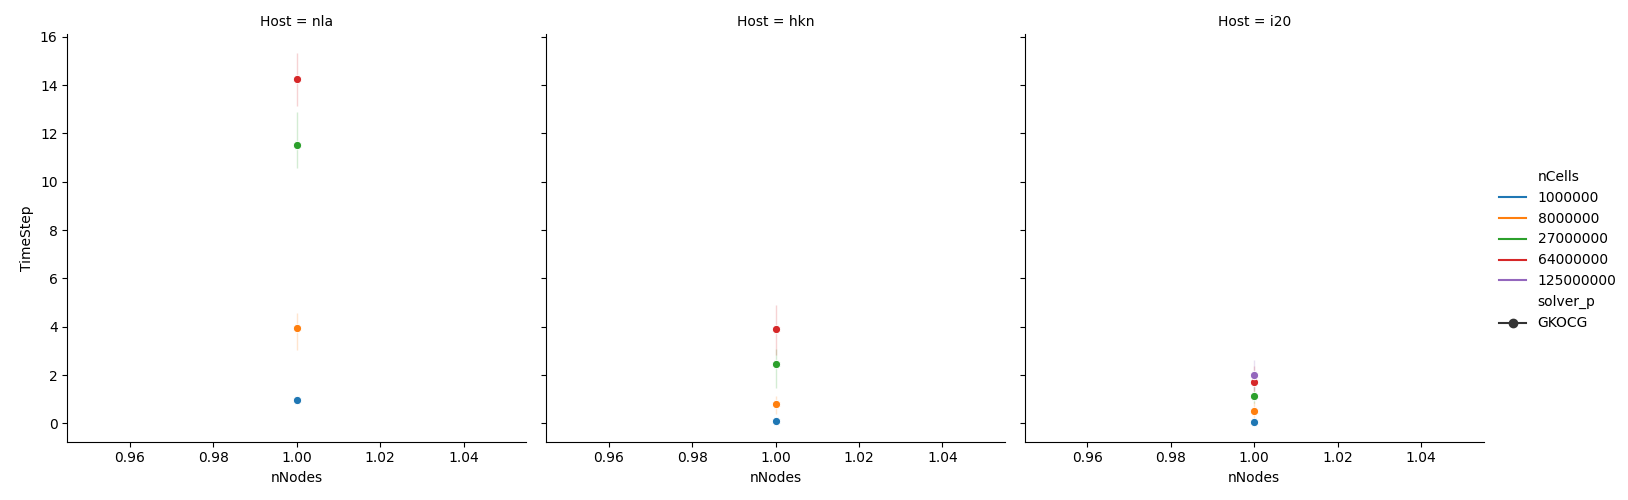 Host = nla
Host = hkn
Host = i20
TimeStep
16
14
12
10
8
6
4
2
0
0.96 0.98 1.00 1.02 1.04
0.96 0.98 1.00 1.02 1.04
0.96 0.98 1.00 1.02 1.04
nNodes
nNodes
nNodes
nCells
1000000
8000000
27000000
64000000
125000000
solver_p
GKOCG